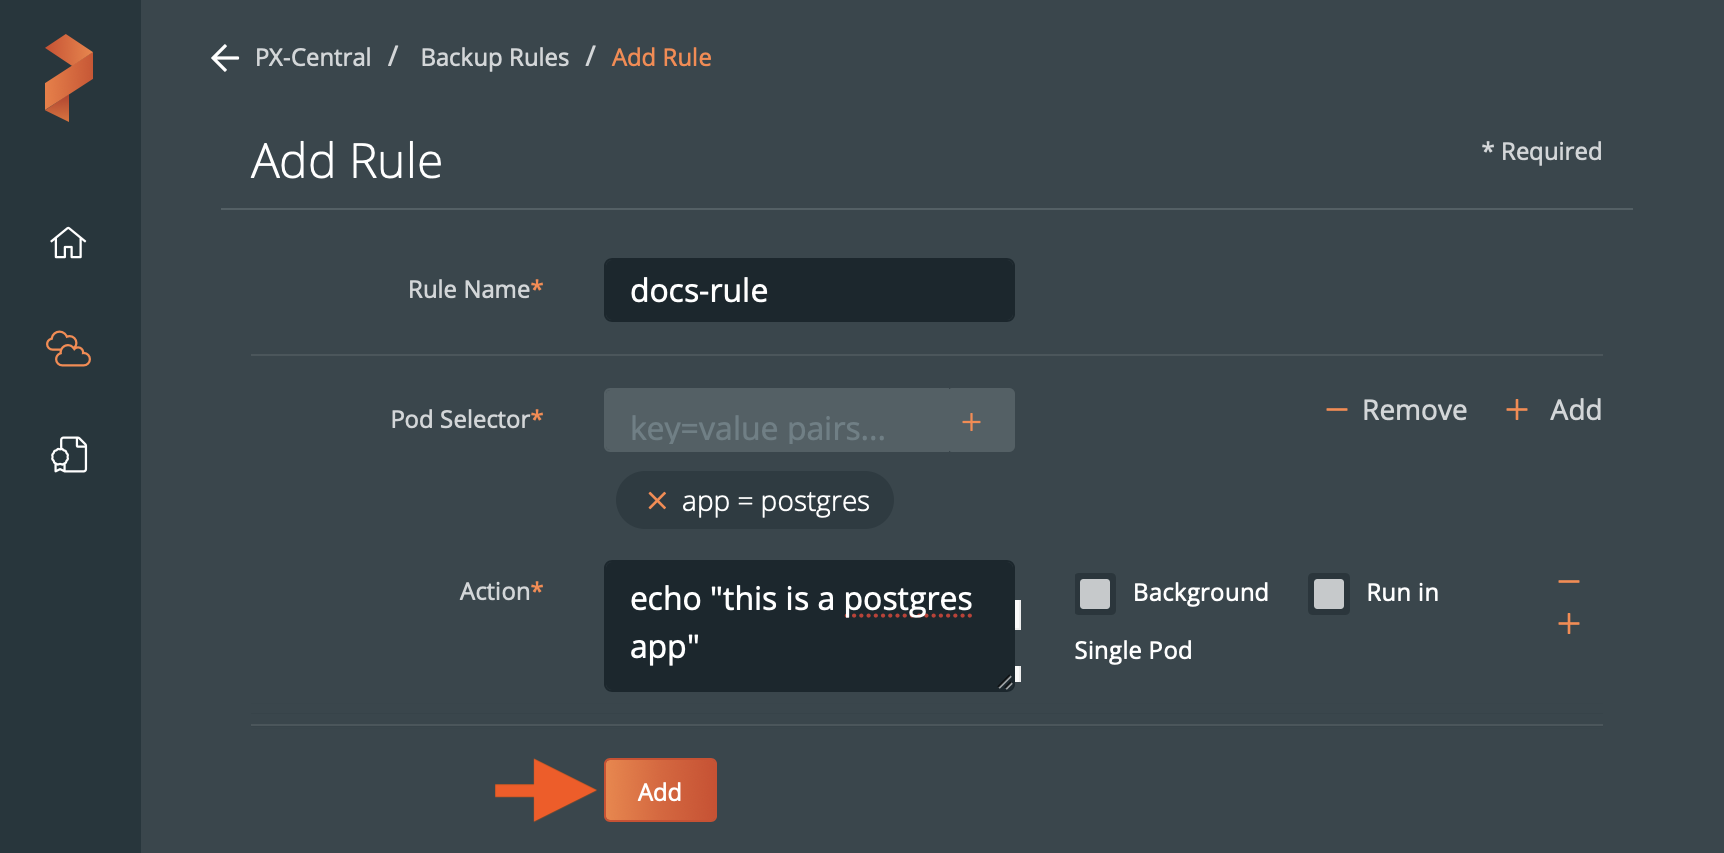 PX-Central / Backup Rules / Add Rule
Add Rule
* Required
Rule Name*
docs-rule
Pod Selector*
key=value pairs...
+
− Remove + Add
× app = postgres
Action*
echo "this is a postgres
app"
Background
Run in
Single Pod
−
+
Add